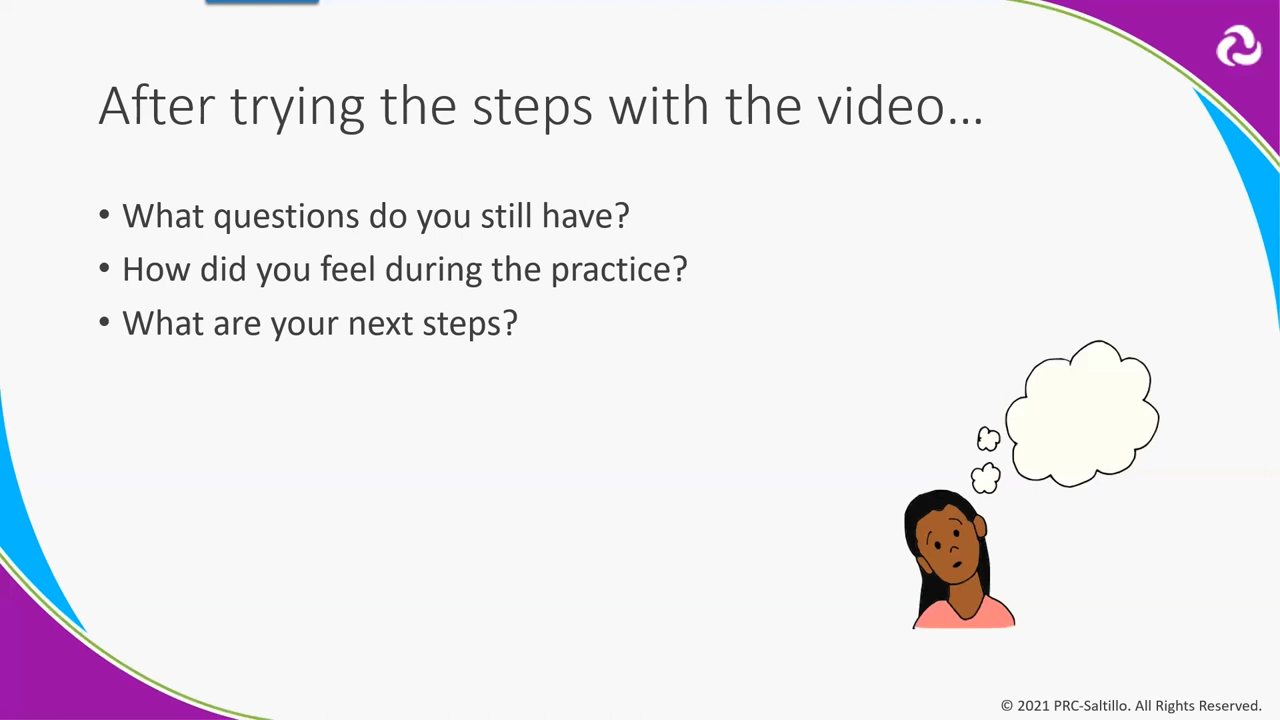 After trying the steps with the video...
• What questions do you still have?
• How did you feel during the practice?
• What are your next steps?
© 2021 PRC-Saltillo. All Rights Reserved.